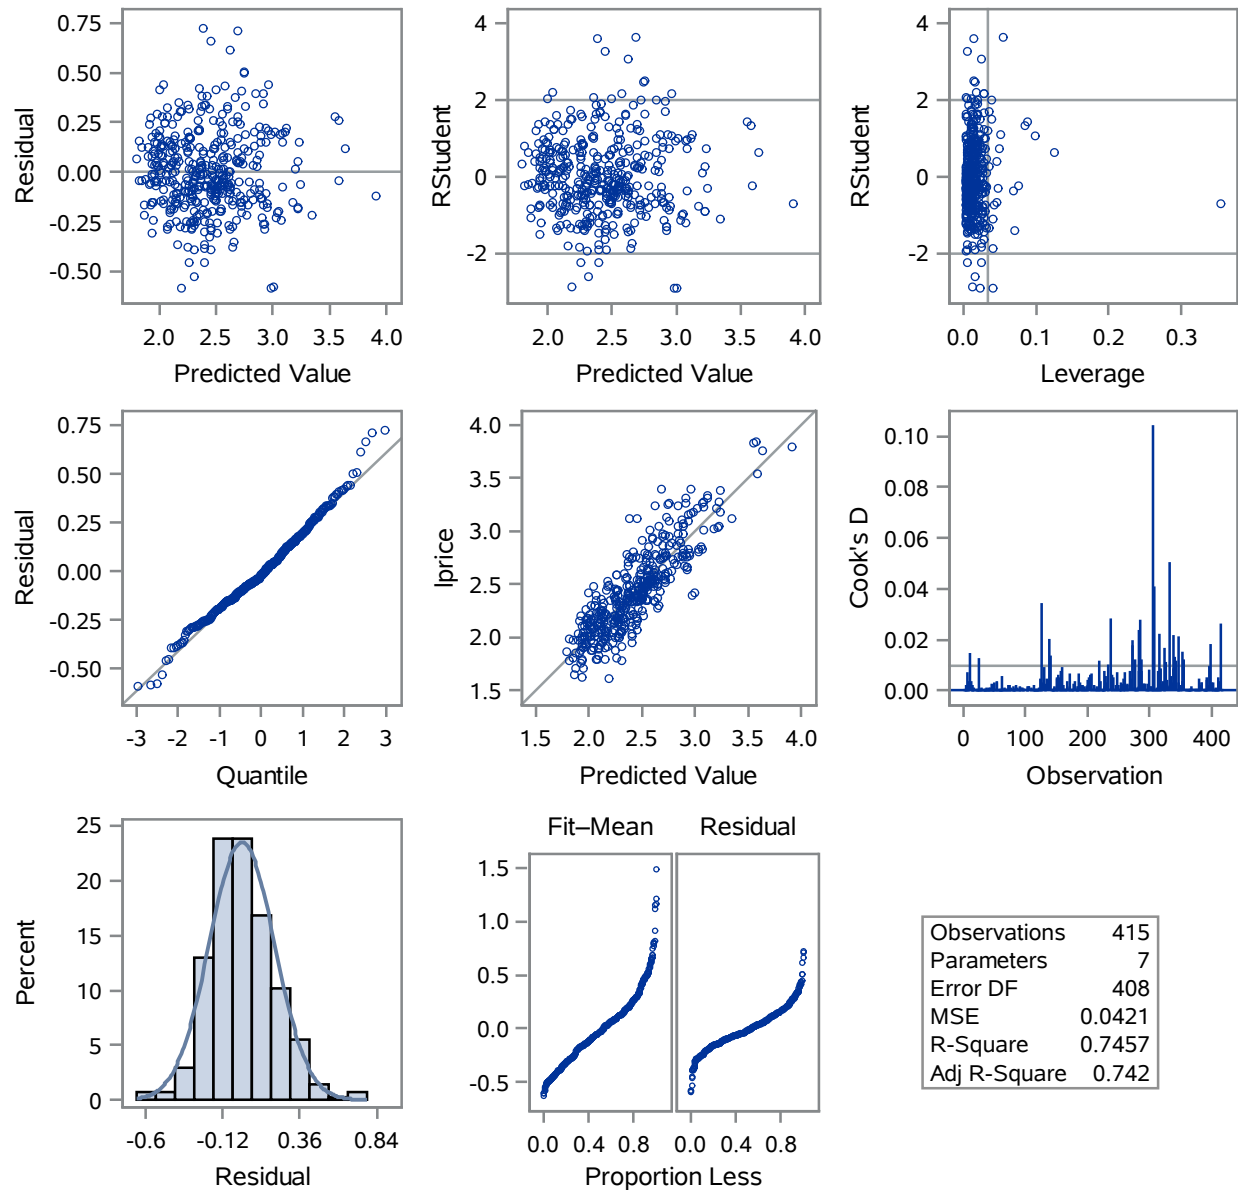 0.75
0.50
0.25
0.00
-0.25
-0.50
Residual
2.0 2.5 3.0 3.5 4.0
Predicted Value
4
2
0
-2
RStudent
2.0 2.5 3.0 3.5 4.0
Predicted Value
4
2
0
-2
RStudent
0.0 0.1 0.2 0.3
Leverage
0.75
0.50
0.25
0.00
-0.25
-0.50
Residual
-3 -2 -1 0 1 2 3
Quantile
4.0
3.5
3.0
2.5
2.0
1.5
lprice
1.5 2.0 2.5 3.0 3.5 4.0
Predicted Value
0.10
0.08
0.06
0.04
0.02
0.00
Cook's D
0 100 200 300 400
Observation
25
20
15
10
5
0
Percent
-0.6 -0.12 0.36 0.84
Residual
Fit–Mean Residual
1.5
1.0
0.5
0.0
-0.5
0.0 0.4 0.8 0.0 0.4 0.8
Proportion Less
Observations 415
Parameters 7
Error DF 408
MSE 0.0421
R-Square 0.7457
Adj R-Square 0.742